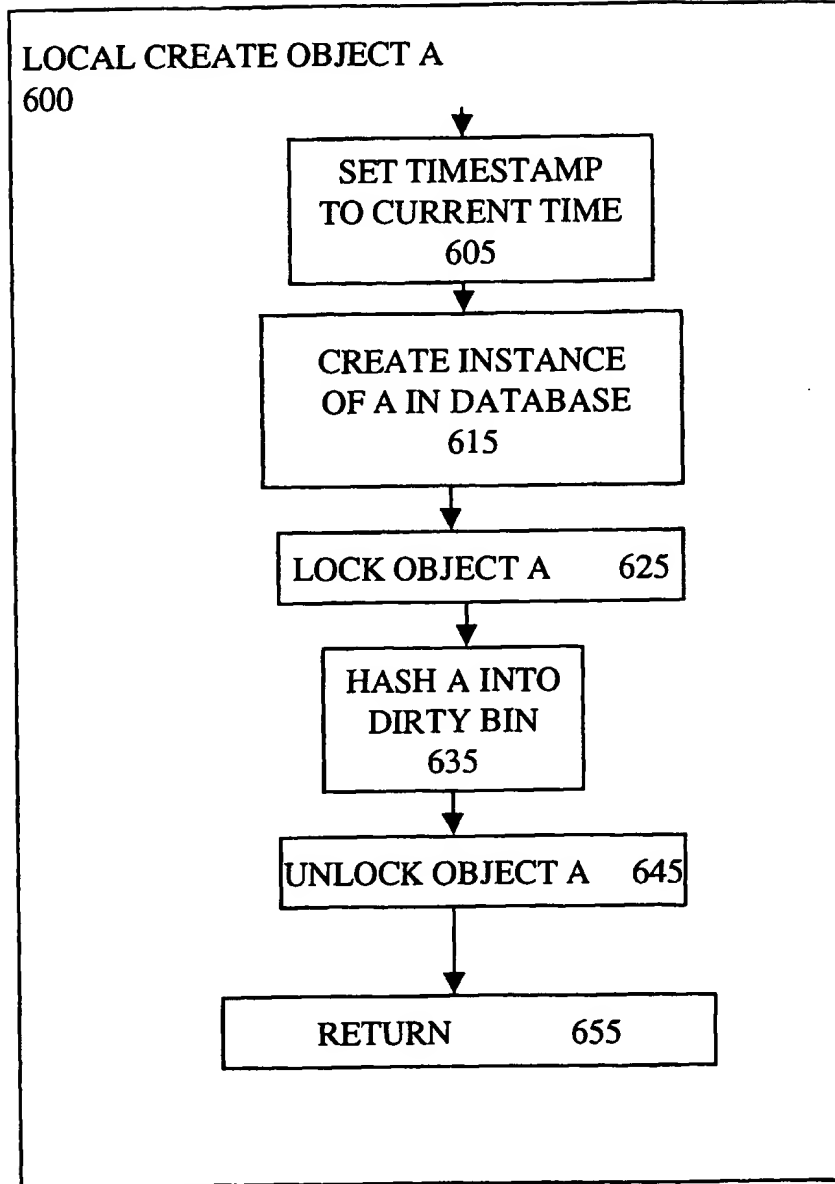 LOCAL CREATE OBJECT A
600
SET TIMESTAMP
TO CURRENT TIME
605
CREATE INSTANCE
OF A IN DATABASE
615
LOCK OBJECT A 625
HASH A INTO
DIRTY BIN
635
UNLOCK OBJECT A 645
RETURN 655